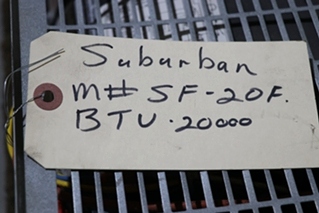 Suburban
M# SF-20F.
BTU. 20000